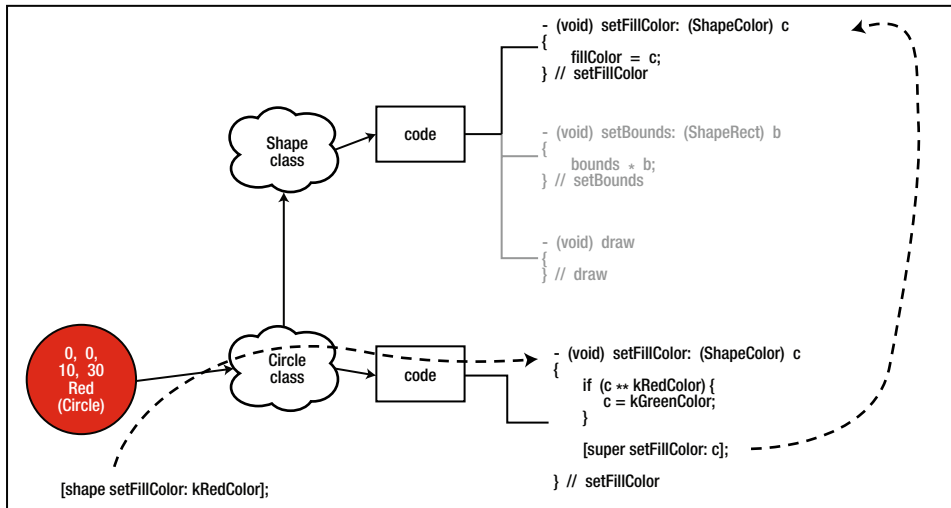 - (void) setFillColor: (ShapeColor) c
{
fillColor = c;
} // setFillColor
Shape
class
code
- (void) setBounds: (ShapeRect) b
{
bounds * b;
} // setBounds
- (void) draw
{
} // draw
0, 0,
10, 30
Red
(Circle)
Circle
class
code
- (void) setFillColor: (ShapeColor) c
{
if (c ** kRedColor) {
c = kGreenColor;
}
[super setFillColor: c];
} // setFillColor
[shape setFillColor: kRedColor];